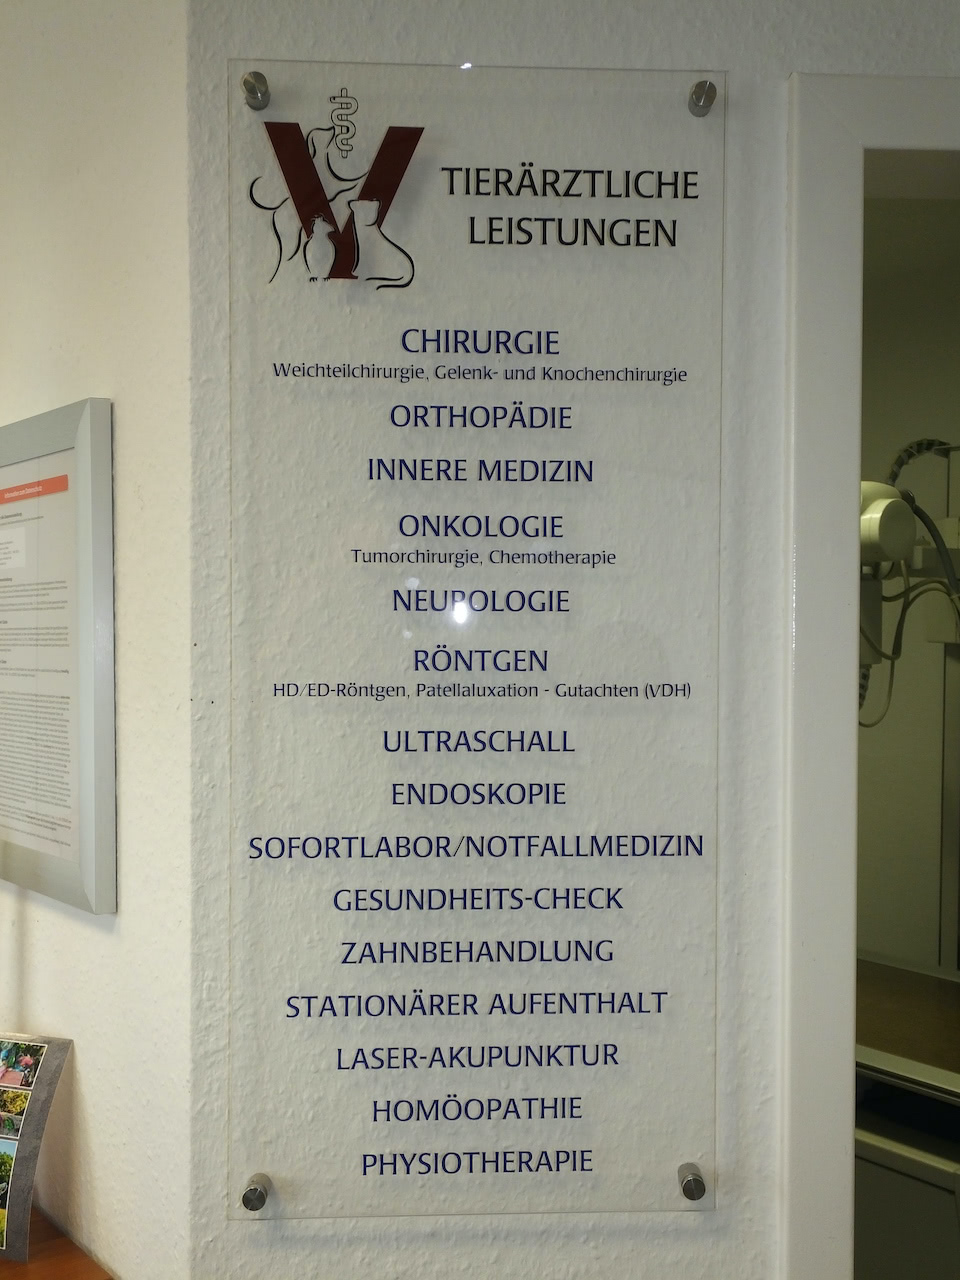 TIERÄRZTLICHE
LEISTUNGEN
CHIRURGIE
Weichteilchirurgie, Gelenk- und Knochenchirurgie
ORTHOPÄDIE
INNERE MEDIZIN
ONKOLOGIE
Tumorchirurgie, Chemotherapie
NEUROLOGIE
RÖNTGEN
HD/ED-Röntgen, Patellaluxation - Gutachten (VDH)
ULTRASCHALL
ENDOSKOPIE
SOFORTLABOR/NOTFALLMEDIZIN
GESUNDHEITS-CHECK
ZAHNBEHANDLUNG
STATIONÄRER AUFENTHALT
LASER-AKUPUNKTUR
HOMÖOPATHIE
PHYSIOTHERAPIE